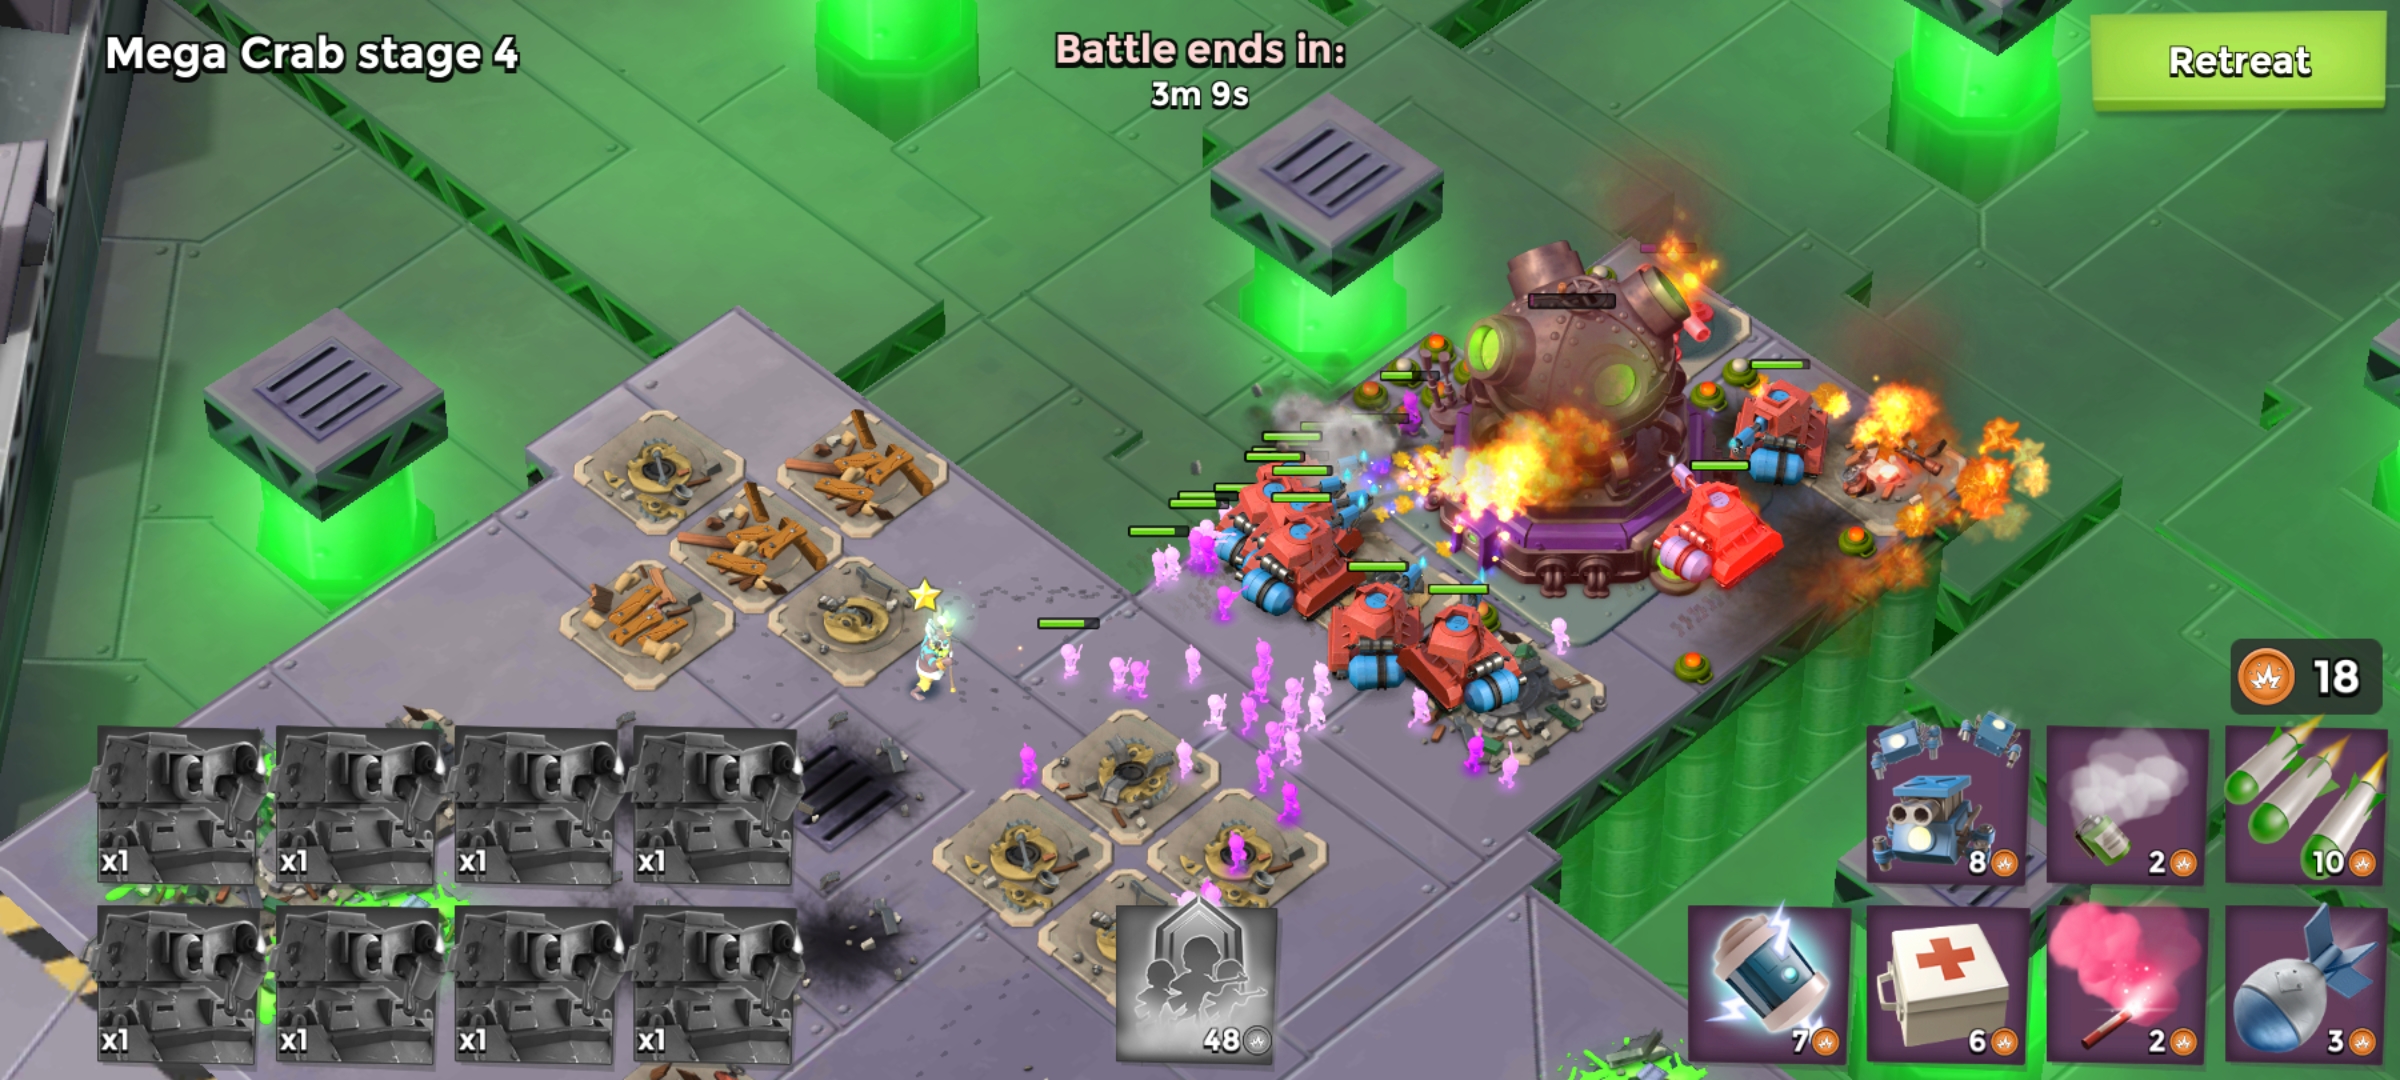 Mega Crab stage 4
Battle ends in:
3m 9s
Retreat
18
x1
x1
x1
x1
8
2
10
x1
x1
x1
x1
48
7
6
2
3